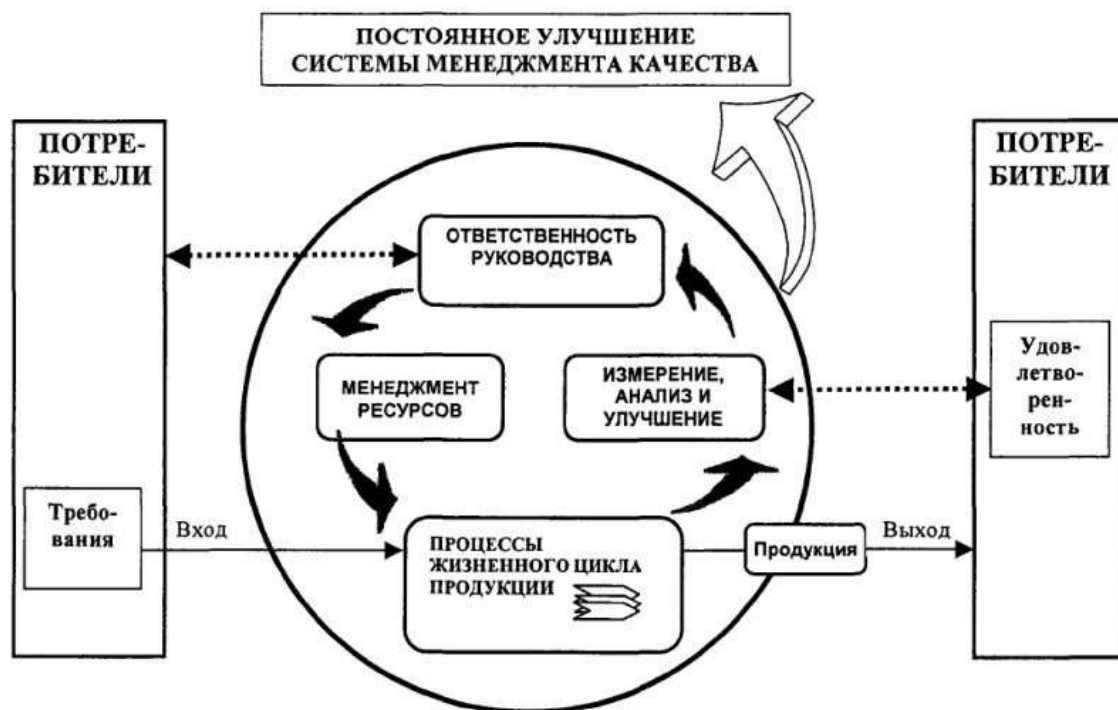 ПОСТОЯННОЕ УЛУЧШЕНИЕ
СИСТЕМЫ МЕНЕДЖМЕНТА КАЧЕСТВА
ПОТРЕ-
БИТЕЛИ
ПОТРЕ-
БИТЕЛИ
ОТВЕТСТВЕННОСТЬ
РУКОВОДСТВА
МЕНЕДЖМЕНТ
РЕСУРСОВ
ИЗМЕРЕНИЕ,
АНАЛИЗ И
УЛУЧШЕНИЕ
Удов-
летво-
рен-
ность
Требо-
вания
Вход
ПРОЦЕССЫ
ЖИЗНЕННОГО ЦИКЛА
ПРОДУКЦИИ
Продукция
Выход